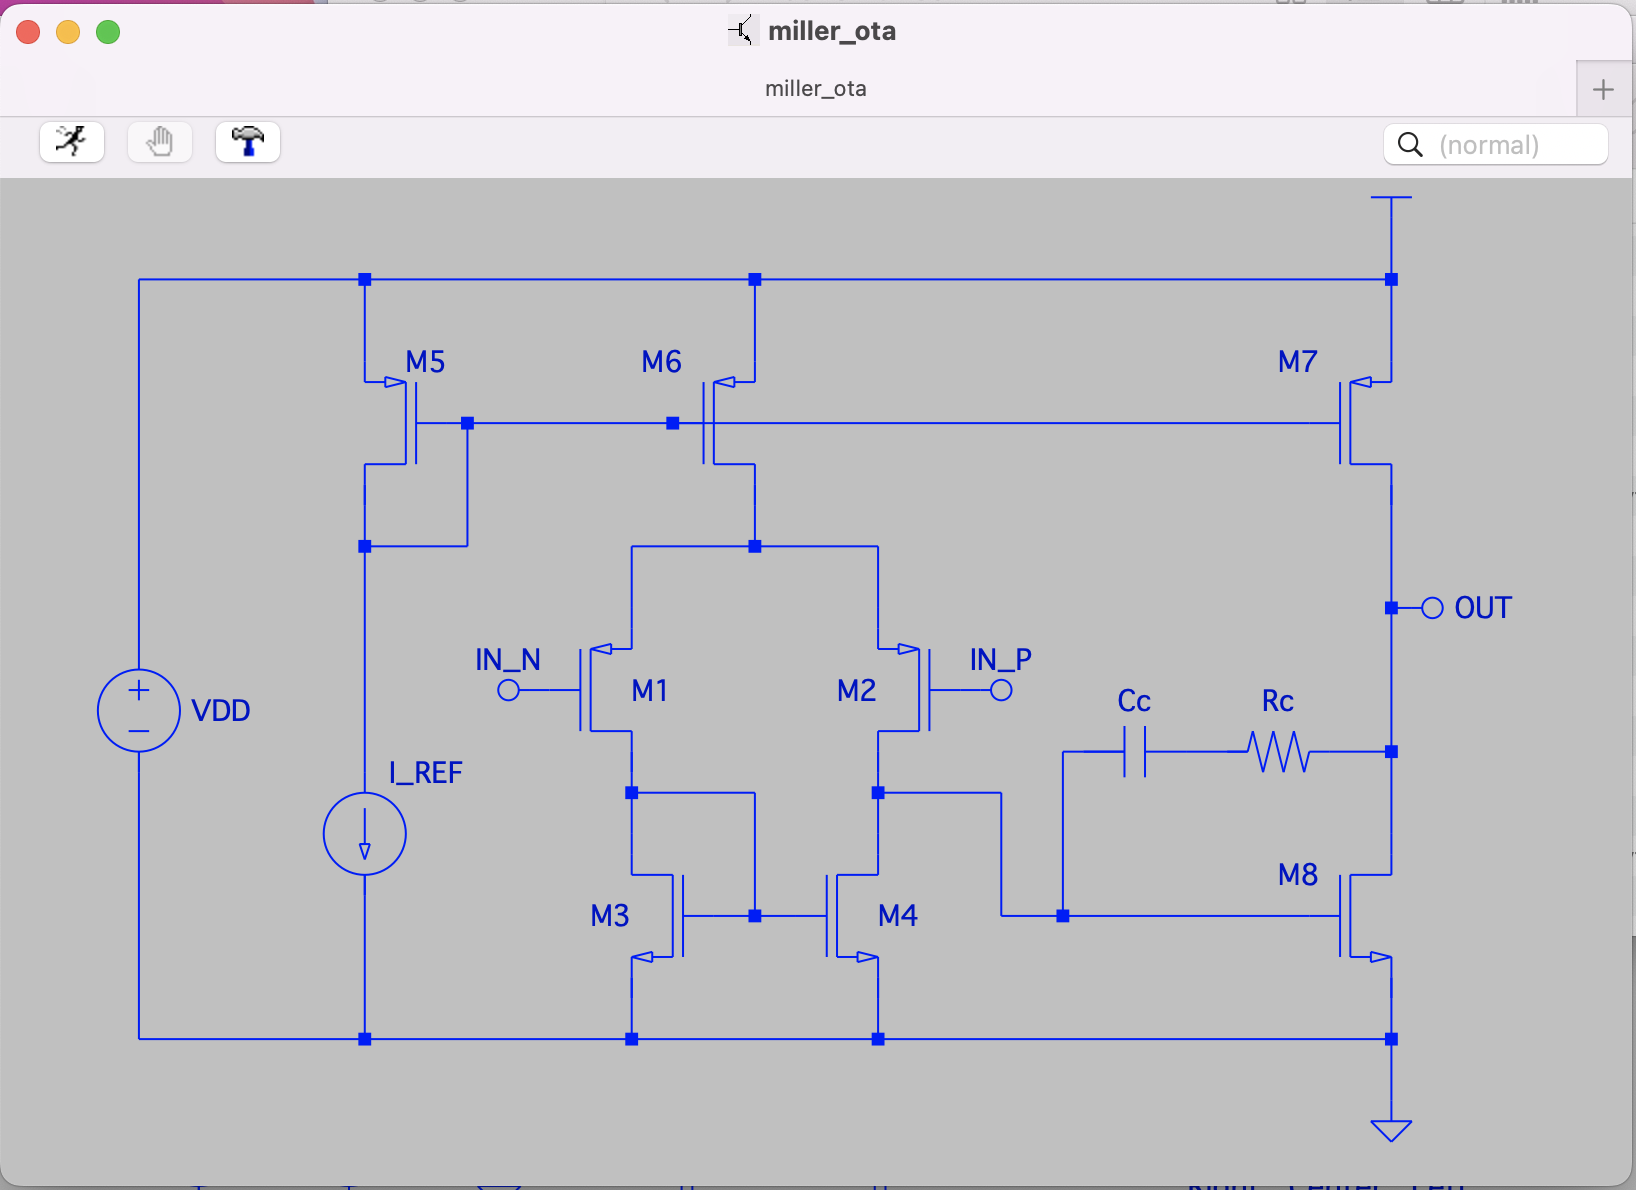 miller_ota
miller_ota
(normal)
M5
M6
M7
OUT
IN_N
IN_P
M1
M2
Cc
Rc
VDD
I_REF
M8
M3
M4